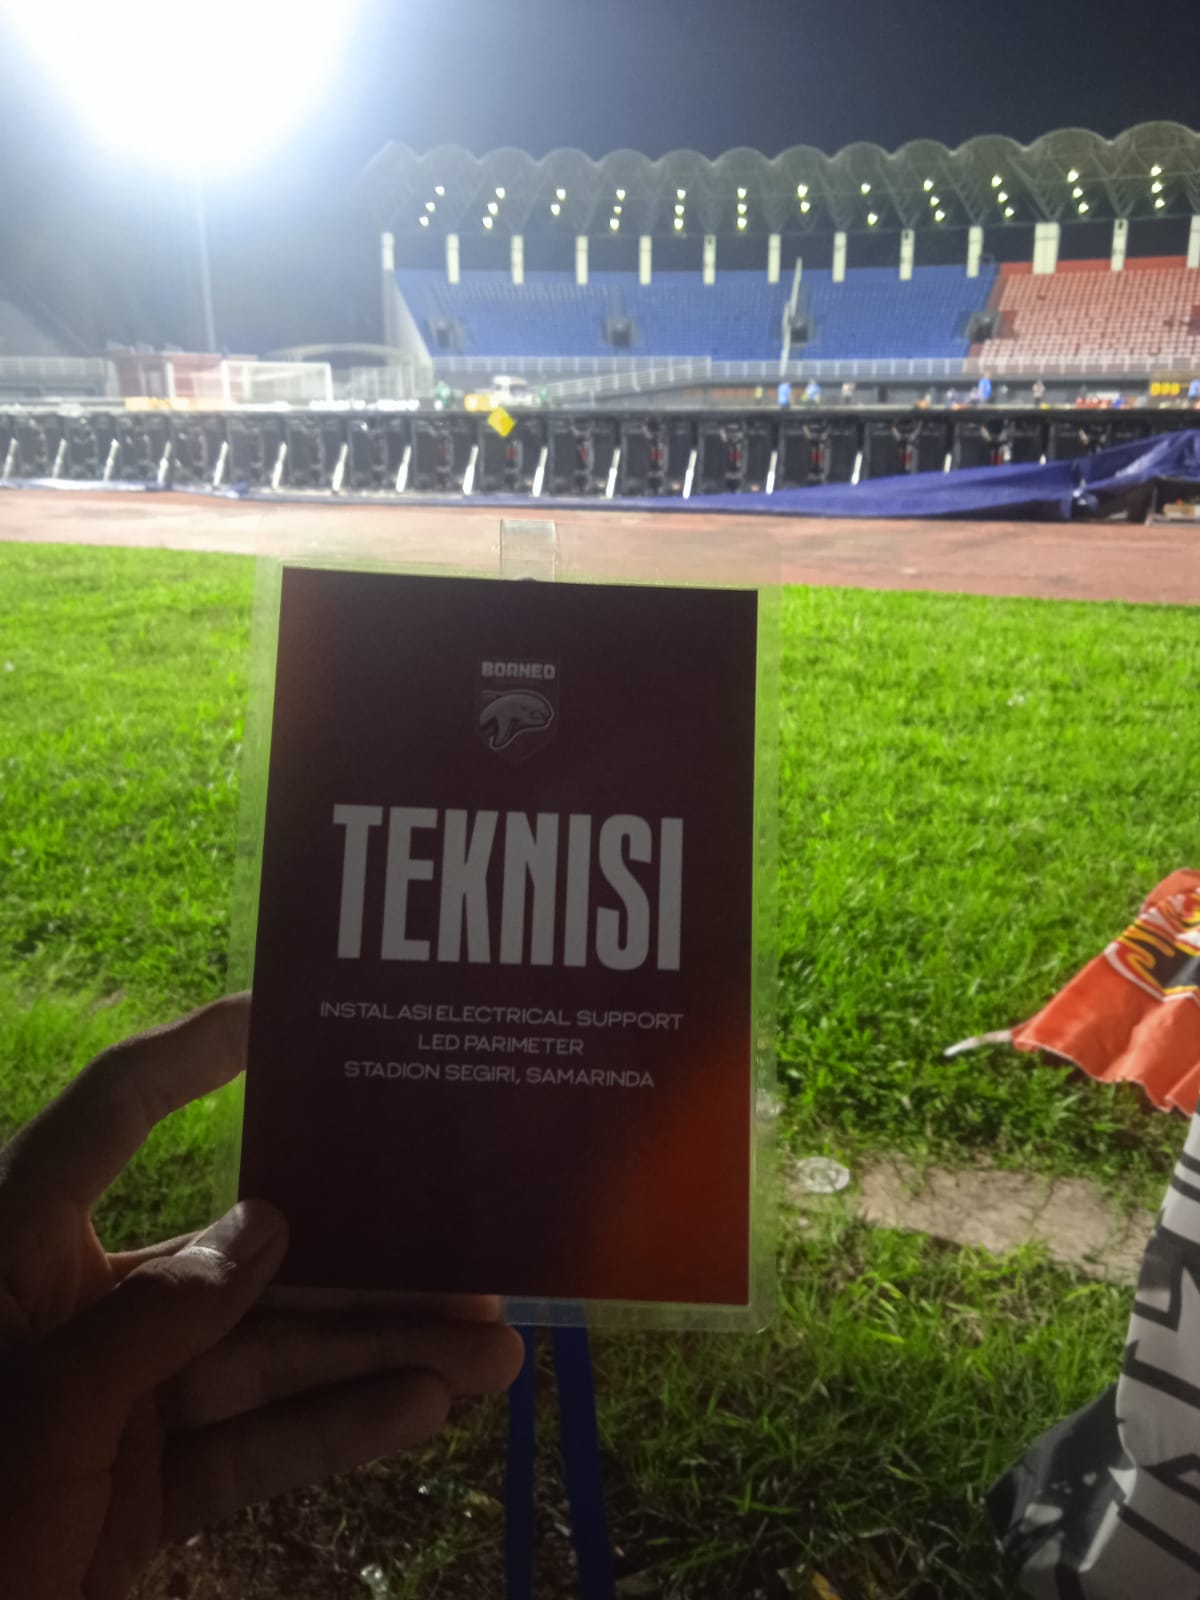 BORNEO
TEKNISI
INSTALASI ELECTRICAL SUPPORT
LED PARIMETER
STADION SEGIRI, SAMARINDA